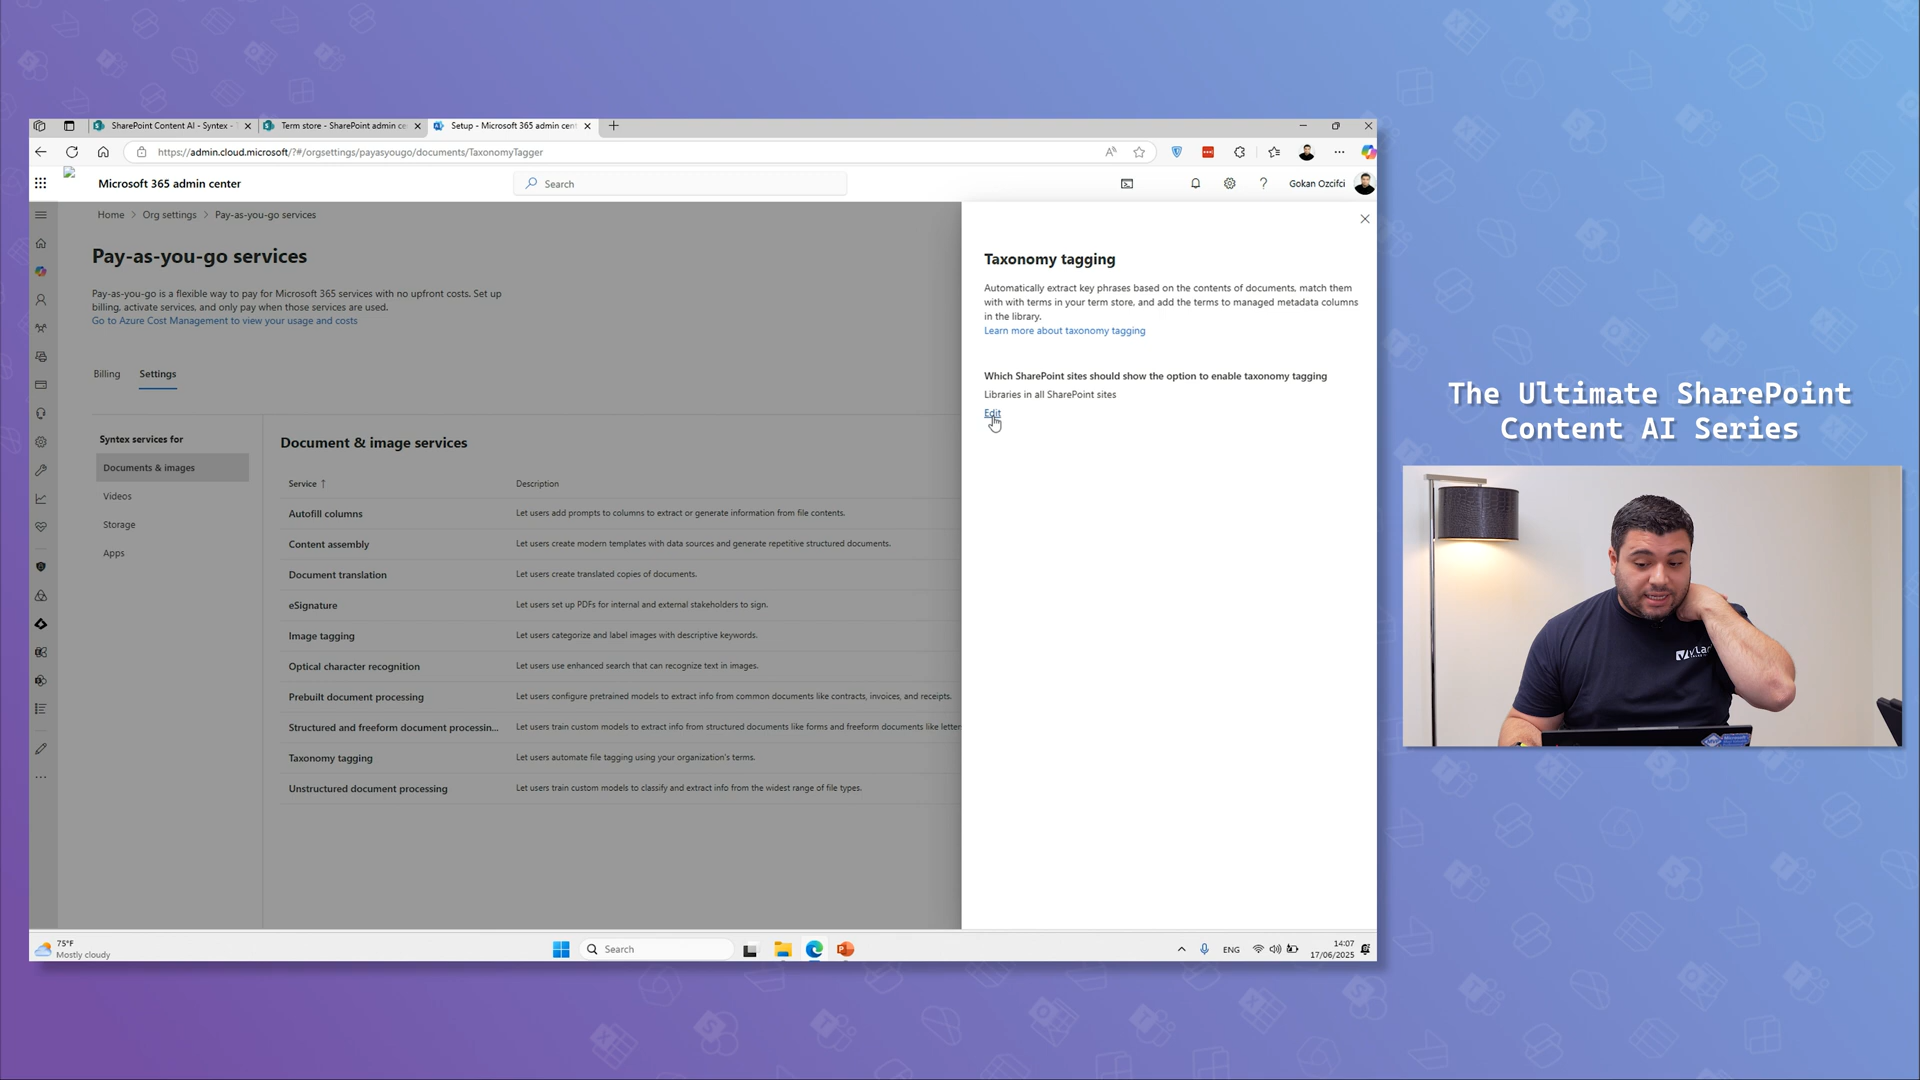 SharePoint Content AI - Syntex -
Term store - SharePoint admin ce
Setup - Microsoft 365 admin cen
https://admin.cloud.microsoft/?#/orgsettings/payasyougo/documents/TaxonomyTagger
Microsoft 365 admin center
Search
Gokan Ozcifci
Home > Org settings > Pay-as-you-go services
Pay-as-you-go services
Pay-as-you-go is a flexible way to pay for Microsoft 365 services with no upfront costs. Set up
billing, activate services, and only pay when those services are used.
Go to Azure Cost Management to view your usage and costs
Billing
Settings
Syntex services for
Documents & images
Videos
Storage
Apps
Document & image services
Service ↑
Description
Autofill columns
Let users add prompts to columns to extract or generate information from file contents.
Content assembly
Let users create modern templates with data sources and generate repetitive structured documents.
Document translation
Let users create translated copies of documents.
eSignature
Let users set up PDFs for internal and external stakeholders to sign.
Image tagging
Let users categorize and label images with descriptive keywords.
Optical character recognition
Let users use enhanced search that can recognize text in images.
Prebuilt document processing
Let users configure pretrained models to extract info from common documents like contracts, invoices, and receipts.
Structured and freeform document processin...
Let users train custom models to extract info from structured documents like forms and freeform documents like letter
Taxonomy tagging
Let users automate file tagging using your organization's terms.
Unstructured document processing
Let users train custom models to classify and extract info from the widest range of file types.
Taxonomy tagging
Automatically extract key phrases based on the contents of documents, match them
with with terms in your term store, and add the terms to managed metadata columns
in the library.
Learn more about taxonomy tagging
Which SharePoint sites should show the option to enable taxonomy tagging
Libraries in all SharePoint sites
Edit
The Ultimate SharePoint
Content AI Series
75°F
Mostly cloudy
Search
ENG
14:07
17/06/2025